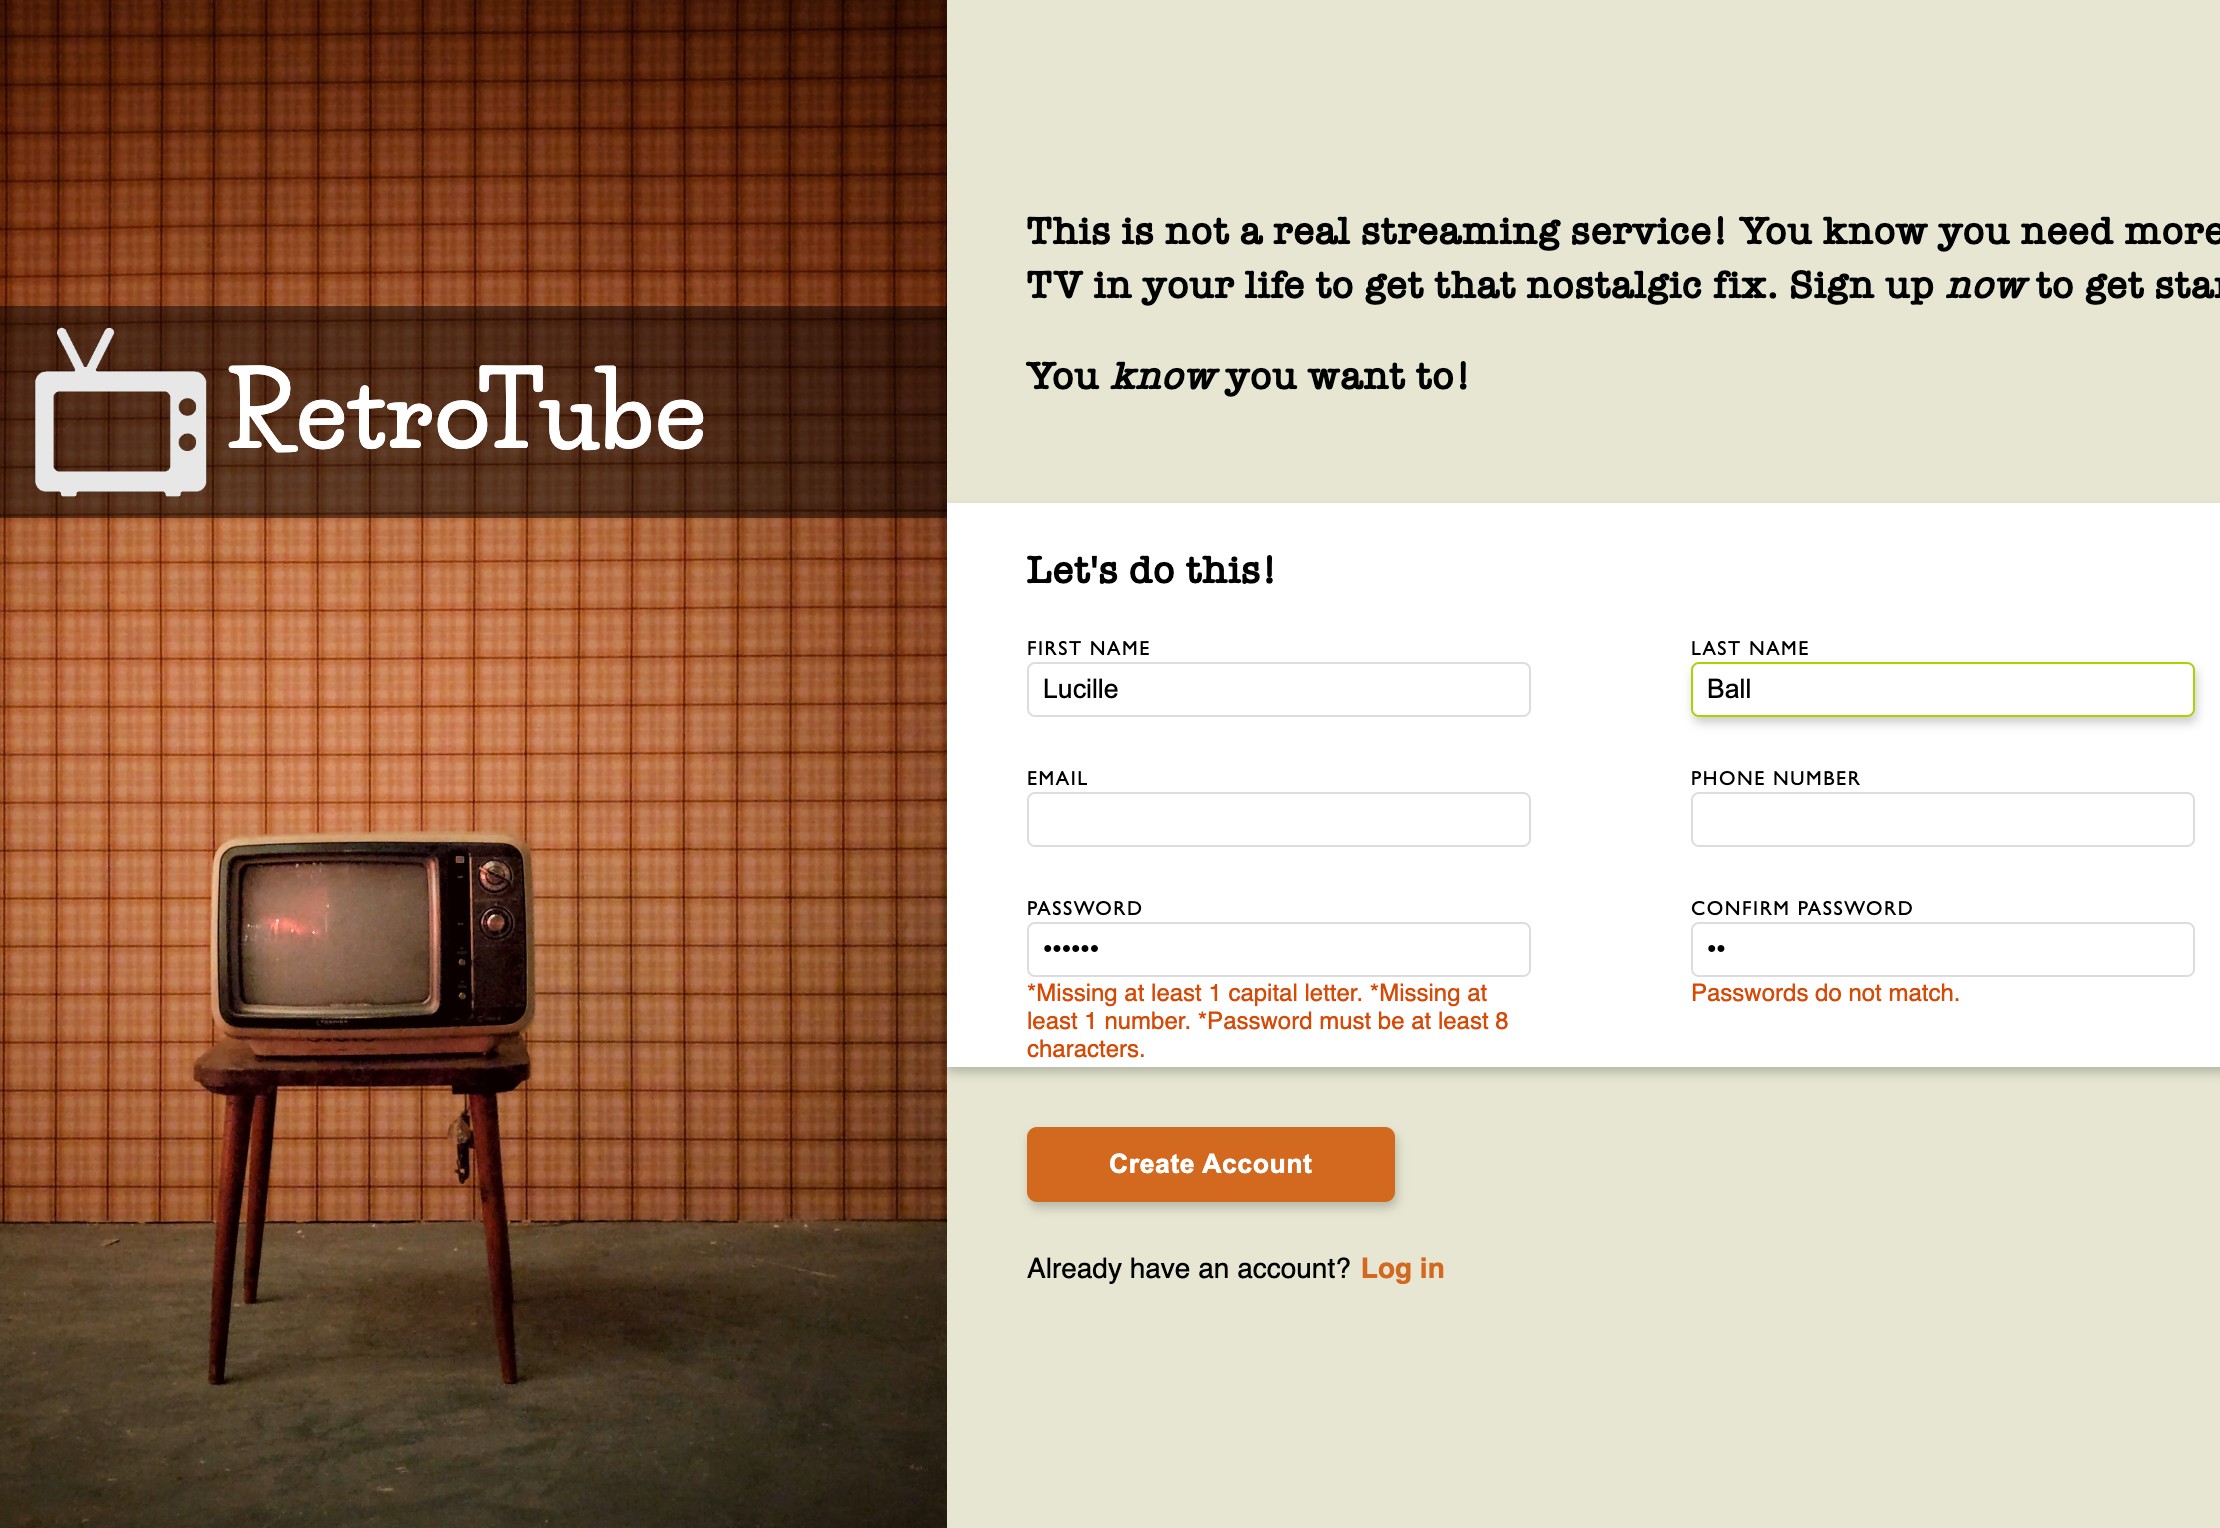 RetroTube
This is not a real streaming service! You know you need more
TV in your life to get that nostalgic fix. Sign up now to get
You know you want to!
Let's do this!
FIRST NAME
LAST NAME
Lucille
Ball
EMAIL
PHONE NUMBER
PASSWORD
CONFIRM PASSWORD
••••••
••
*Missing at least 1 capital letter. *Missing at
least 1 number. *Password must be at least 8
characters.
Passwords do not match.
Create Account
Already have an account? Log in